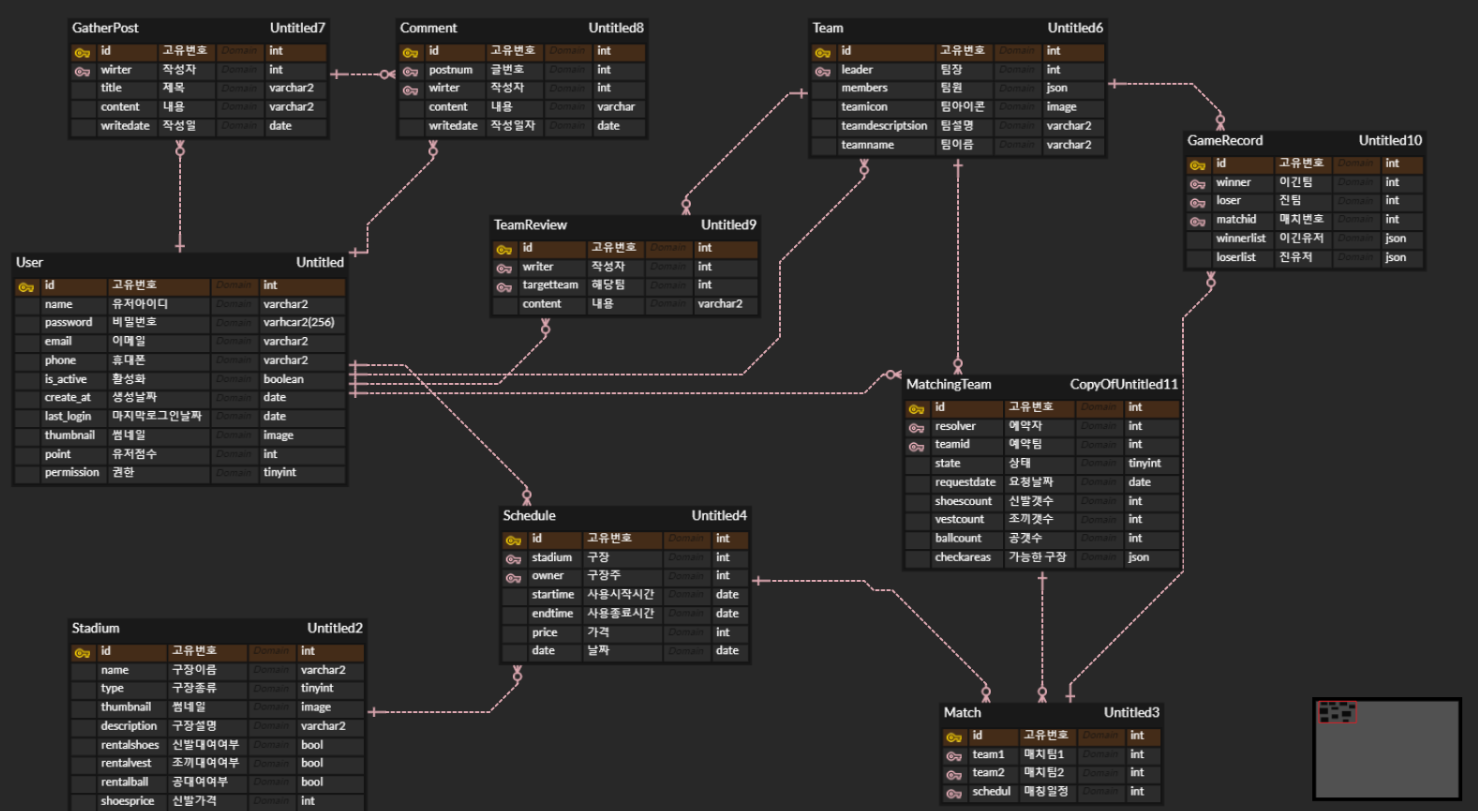 GatherPost Untitled7
id 고유번호 Domain int
wirter 작성자 Domain int
title 제목 Domain varchar2
content 내용 Domain varchar2
writedate 작성일 Domain date
Comment Untitled8
id 고유번호 Domain int
postnum 글번호 Domain int
wirter 작성자 Domain int
content 내용 Domain varchar
writedate 작성일자 Domain date
Team Untitled6
id 고유번호 Domain int
leader 팀장 Domain int
members 팀원 Domain json
teamicon 팀아이콘 Domain image
teamdescriptsion 팀설명 Domain varchar2
teamname 팀이름 Domain varchar2
GameRecord Untitled10
id 고유번호 Domain int
winner 이긴팀 Domain int
loser 진팀 Domain int
matchid 매치번호 Domain int
winnerlist 이긴유저 Domain json
loserlist 진유저 Domain json
TeamReview Untitled9
id 고유번호 Domain int
writer 작성자 Domain int
targetteam 해당팀 Domain int
content 내용 Domain varchar2
User Untitled
id 고유번호 Domain int
name 유저아이디 Domain varchar2
password 비밀번호 Domain varhcar2(256)
email 이메일 Domain varchar2
phone 휴대폰 Domain varchar2
is_active 활성화 Domain boolean
create_at 생성날짜 Domain date
last_login 마지막로그인날짜 Domain date
thumbnail 썸네일 Domain image
point 유저점수 Domain int
permission 권한 Domain tinyint
MatchingTeam CopyOfUntitled11
id 고유번호 Domain int
resolver 예약자 Domain int
teamid 예약팀 Domain int
state 상태 Domain tinyint
requestdate 요청날짜 Domain date
shoescount 신발갯수 Domain int
vestcount 조끼갯수 Domain int
ballcount 공갯수 Domain int
checkareas 가능한 구장 Domain json
Schedule Untitled4
id 고유번호 Domain int
stadium 구장 Domain int
owner 구장주 Domain int
startime 사용시작시간 Domain date
endtime 사용종료시간 Domain date
price 가격 Domain int
date 날짜 Domain date
Stadium Untitled2
id 고유번호 Domain int
name 구장이름 Domain varchar2
type 구장종류 Domain tinyint
thumbnail 썸네일 Domain image
description 구장설명 Domain varchar2
rentalshoes 신발대여여부 Domain bool
rentalvest 조끼대여여부 Domain bool
rentalball 공대여여부 Domain bool
shoesprice 신발가격 Domain int
Match Untitled3
id 고유번호 Domain int
team1 매치팀1 Domain int
team2 매치팀2 Domain int
schedul 매칭일정 Domain int